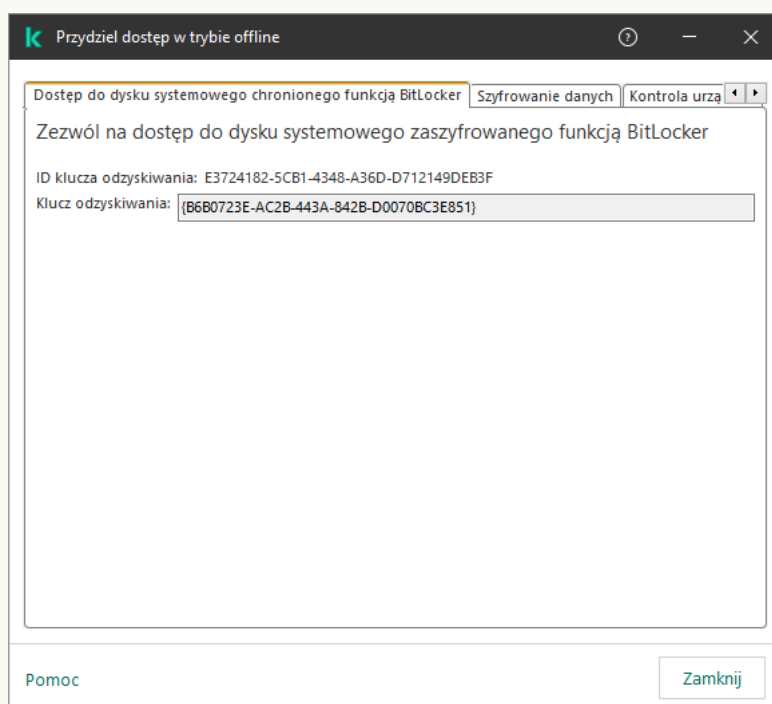 Przydziel dostęp w trybie offline
Dostęp do dysku systemowego chronionego funkcją BitLocker Szyfrowanie danych Kontrola urzą
Zezwól na dostęp do dysku systemowego zaszyfrowanego funkcją BitLocker
ID klucza odzyskiwania: E3724182-5CB1-4348-A36D-D712149DEB3F
Klucz odzyskiwania: {B6B0723E-AC2B-443A-842B-D0070BC3E851}
Pomoc Zamknij